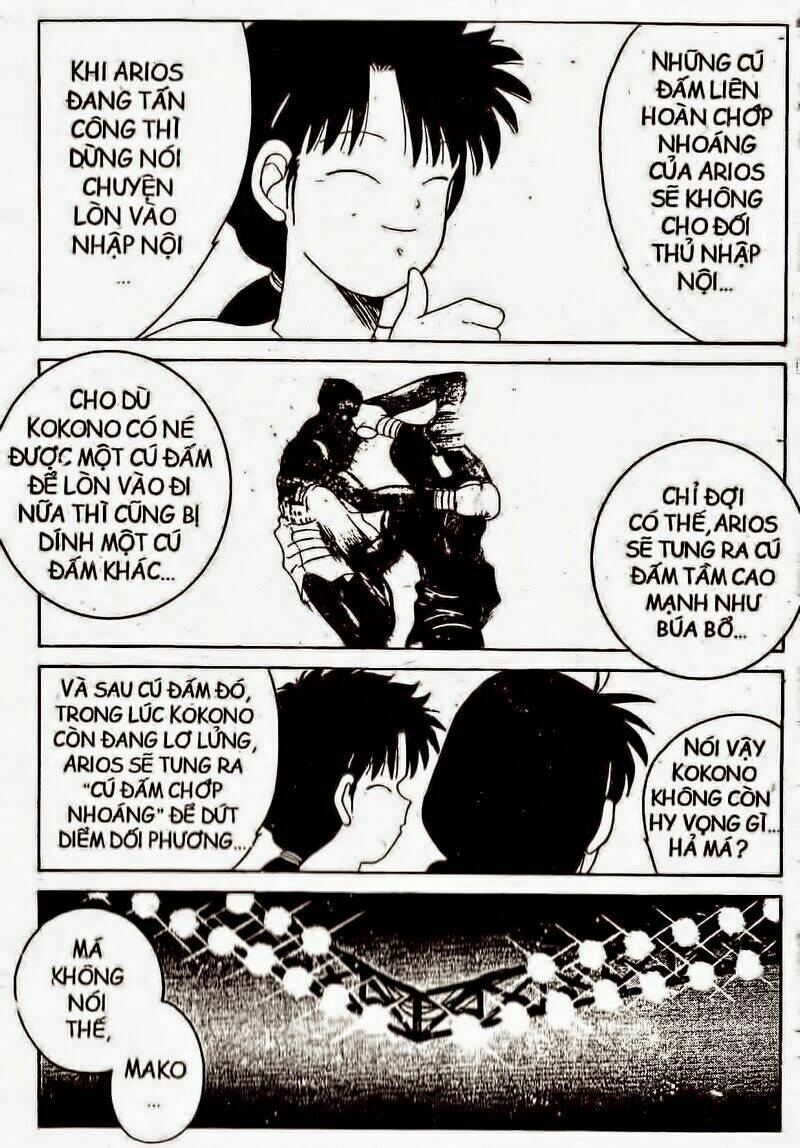 NHỮNG CÚ
ĐẤM LIÊN
HOÀN CHỚP
NHOÁNG
CỦA ARIOS
SẼ KHÔNG
CHO ĐỐI
THỦ NHẬP
NỘI...
KHI ARIOS
ĐANG TẤN
CÔNG THÌ
DỪNG NÓI
CHUYỆN
LÒN VÀO
NHẬP NỘI
...
CHO DÙ
KOKONO CÓ NÉ
ĐƯỢC MỘT CÚ ĐẤM
ĐỂ LÒN VÀO ĐI
NỮA THÌ CŨNG BỊ
DÍNH MỘT CÚ
ĐẤM KHÁC...
CHỈ ĐỢI
CÓ THẾ, ARIOS
SẼ TUNG RA CÚ
ĐẤM TẦM CAO
MẠNH NHƯ
BÚA BỔ...
VÀ SAU CÚ ĐẤM ĐÓ,
TRONG LÚC KOKONO
CÒN ĐANG LƠ LỬNG,
ARIOS SẼ TUNG RA
"CÚ ĐẤM CHỚP
NHOÁNG" ĐỂ DỨT
DIỂM DỐI PHƯƠNG...
NÓI VẬY
KOKONO
KHÔNG CÒN
HY VỌNG GÌ...
HẢ MÁ?
MÁ
KHÔNG
NỐI
THẾ,
MAKO
...